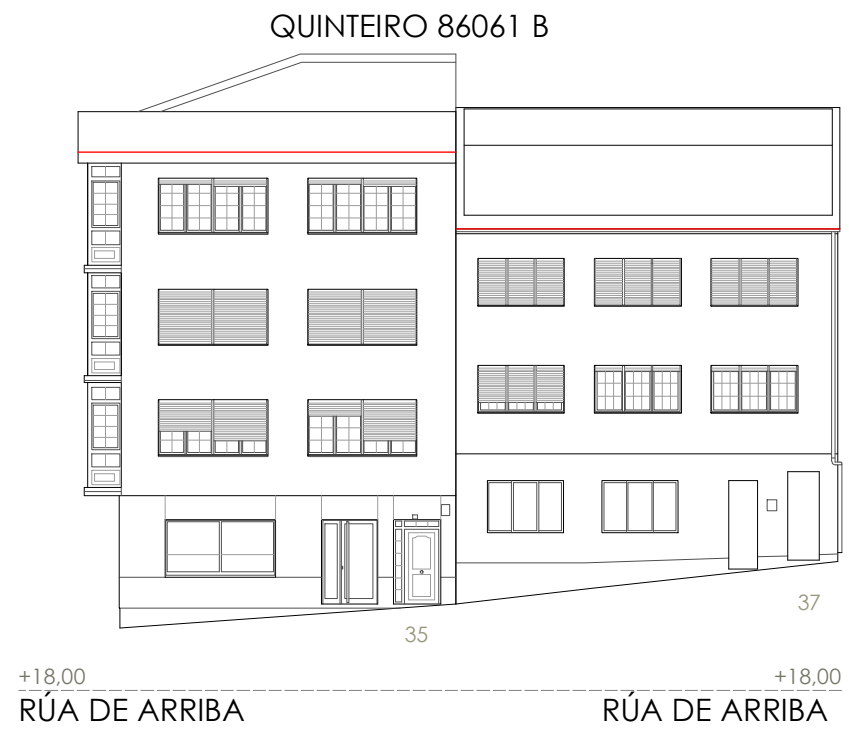 QUINTEIRO 86061 B
37
35
+18,00 +18,00
RÚA DE ARRIBA RÚA DE ARRIBA